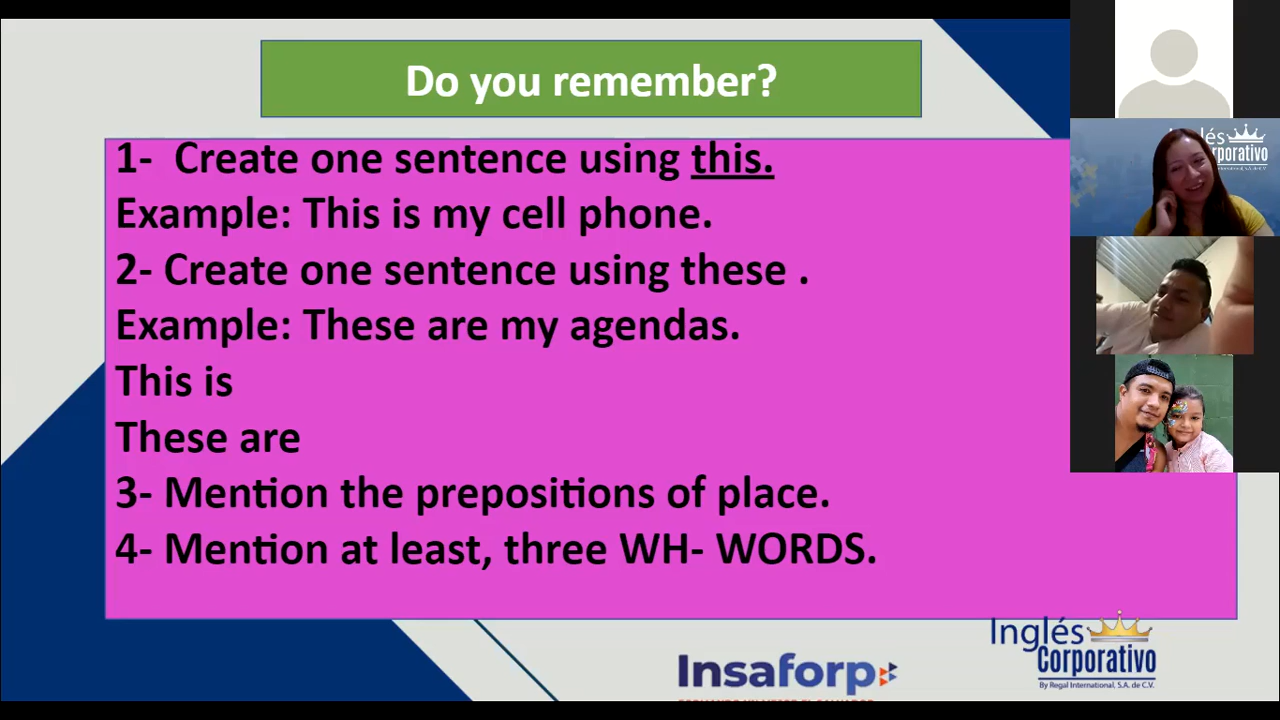 Do you remember?
1- Create one sentence using this.
Example: This is my cell phone.
2- Create one sentence using these .
Example: These are my agendas.
This is
These are
3- Mention the prepositions of place.
4- Mention at least, three WH- WORDS.
Inglés
Corporativo
By Regal International, S.A. de C.V.
Insaforp